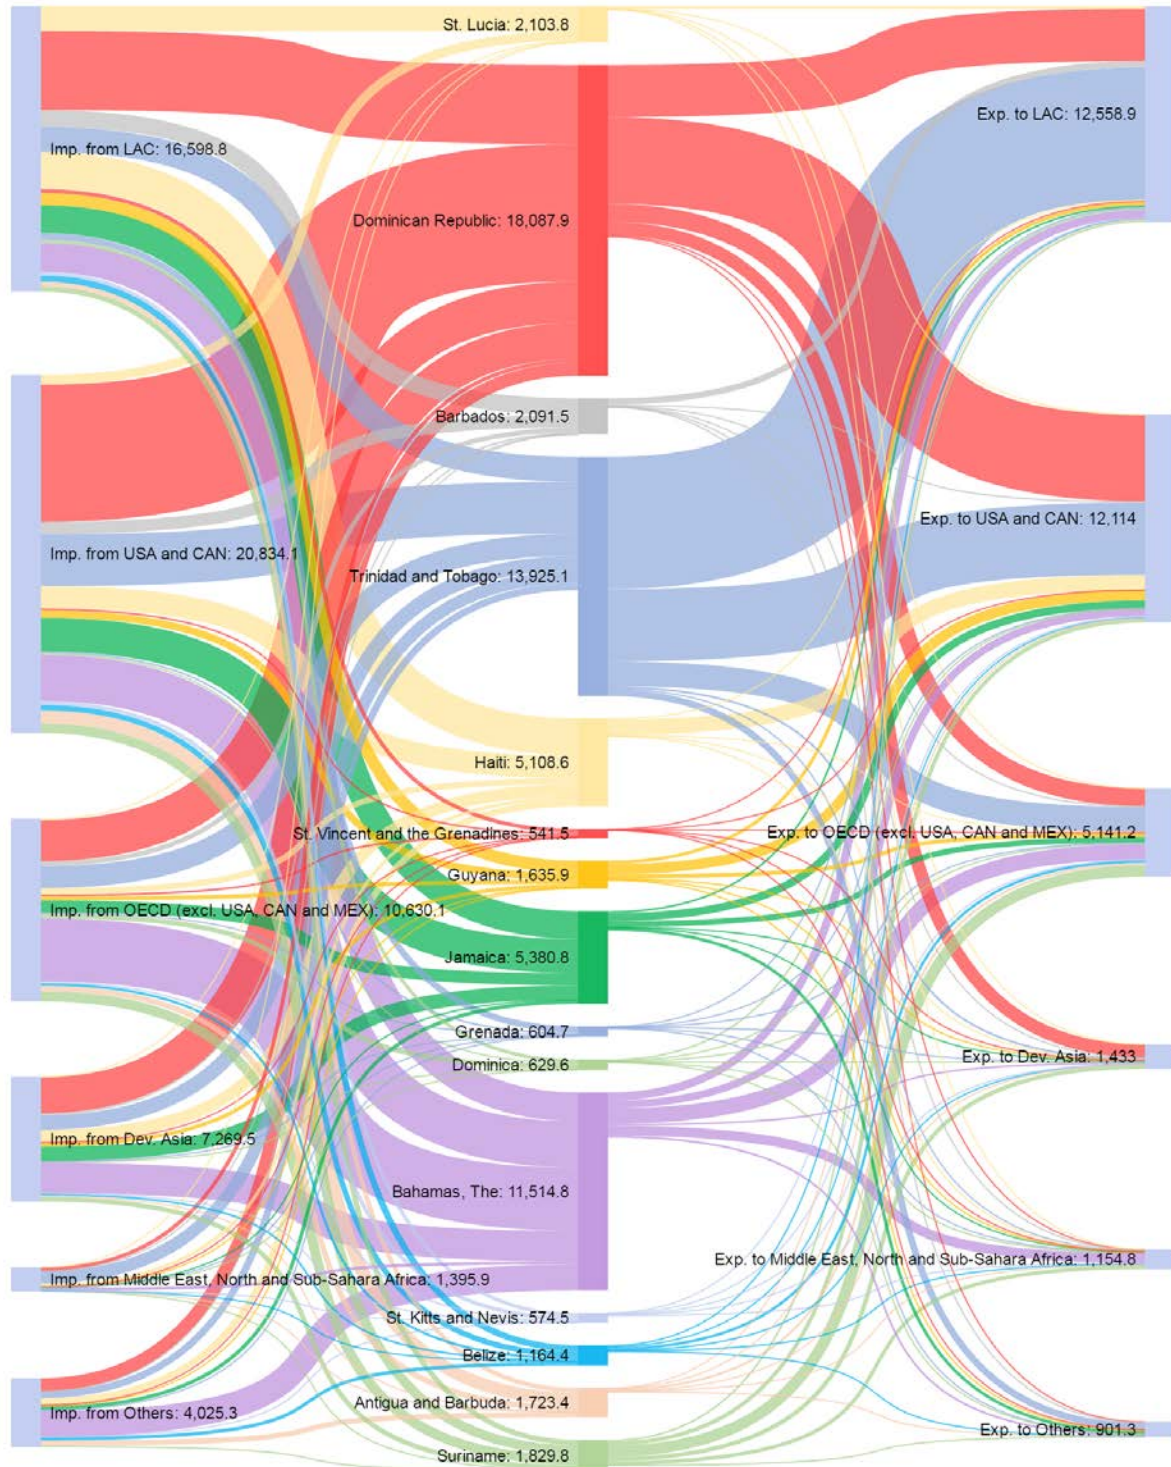 St. Lucia: 2,103.8
Exp. to LAC: 12,558.9
Imp. from LAC: 16,598.8
Dominican Republic: 18,087.9
Barbados: 2,091.5
Exp. to USA and CAN: 12,114
Imp. from USA and CAN: 20,834.1
Trinidad and Tobago: 13,925.1
Haiti: 5,108.6
St. Vincent and the Grenadines: 541.5
Exp. to OECD (excl. USA, CAN and MEX): 5,141.2
Guyana: 1,635.9
Imp. from OECD (excl. USA, CAN and MEX): 10,630.1
Jamaica: 5,380.8
Grenada: 604.7
Dominica: 629.6
Exp. to Dev. Asia: 1,433
Imp. from Dev. Asia: 7,269.5
Bahamas, The: 11,514.8
Exp. to Middle East, North and Sub-Sahara Africa: 1,154.8
Imp. from Middle East, North and Sub-Sahara Africa: 1,395.9
St. Kitts and Nevis: 574.5
Belize: 1,164.4
Antigua and Barbuda: 1,723.4
Imp. from Others: 4,025.3
Exp. to Others: 901.3
Suriname: 1,829.8